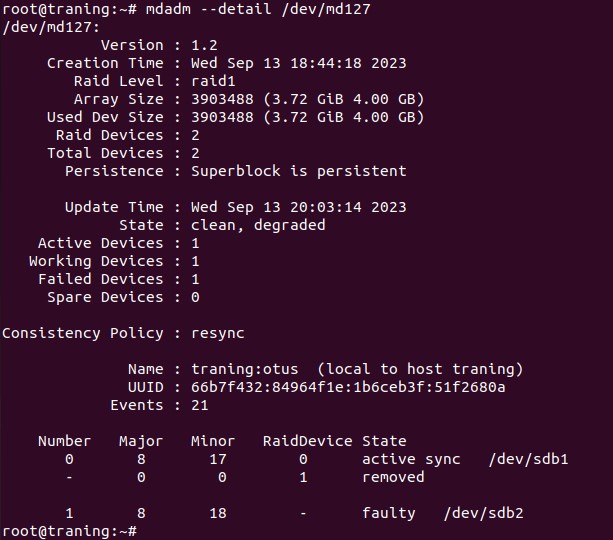 root@traning:~# mdadm --detail /dev/md127
/dev/md127:
Version : 1.2
Creation Time : Wed Sep 13 18:44:18 2023
Raid Level : raid1
Array Size : 3903488 (3.72 GiB 4.00 GB)
Used Dev Size : 3903488 (3.72 GiB 4.00 GB)
Raid Devices : 2
Total Devices : 2
Persistence : Superblock is persistent
Update Time : Wed Sep 13 20:03:14 2023
State : clean, degraded
Active Devices : 1
Working Devices : 1
Failed Devices : 1
Spare Devices : 0
Consistency Policy : resync
Name : traning:otus  (local to host traning)
UUID : 66b7f432:84964f1e:1b6ceb3f:51f2680a
Events : 21
Number   Major   Minor   RaidDevice State
0       8       17        0      active sync   /dev/sdb1
-       0        0        1      removed
1       8       18        -      faulty   /dev/sdb2
root@traning:~#